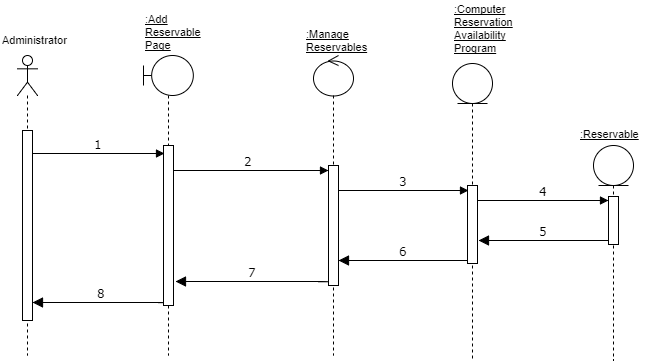 :Computer
Reservation
Availability
Program
:Add
Reservable
Page
:Manage
Reservables
Administrator
:Reservable
1
2
3
4
5
6
7
8